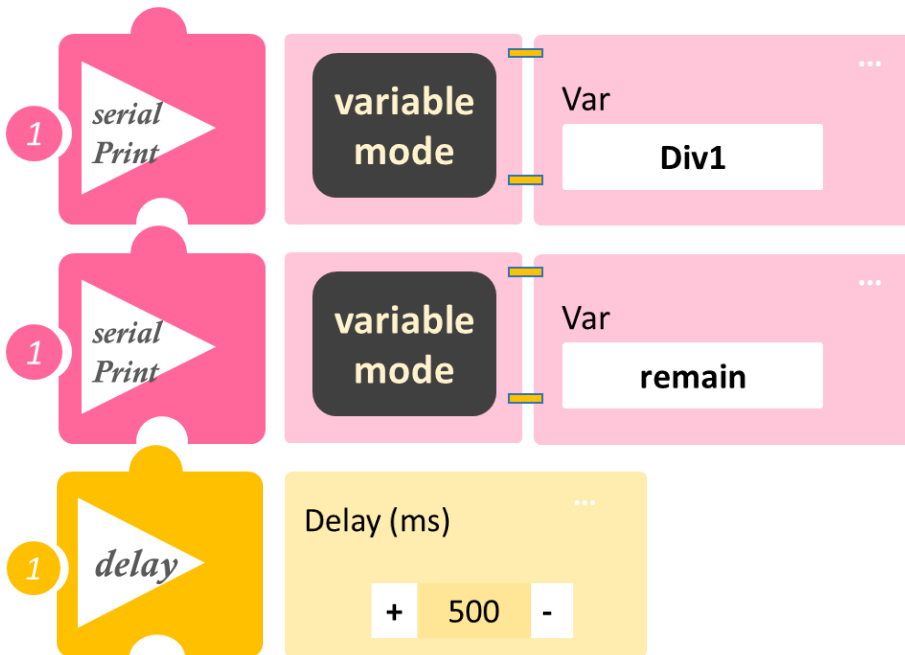 1
serial
Print
variable
mode
...
Var
Div1
1
serial
Print
variable
mode
...
Var
remain
1
delay
...
Delay (ms)
+ 500 -